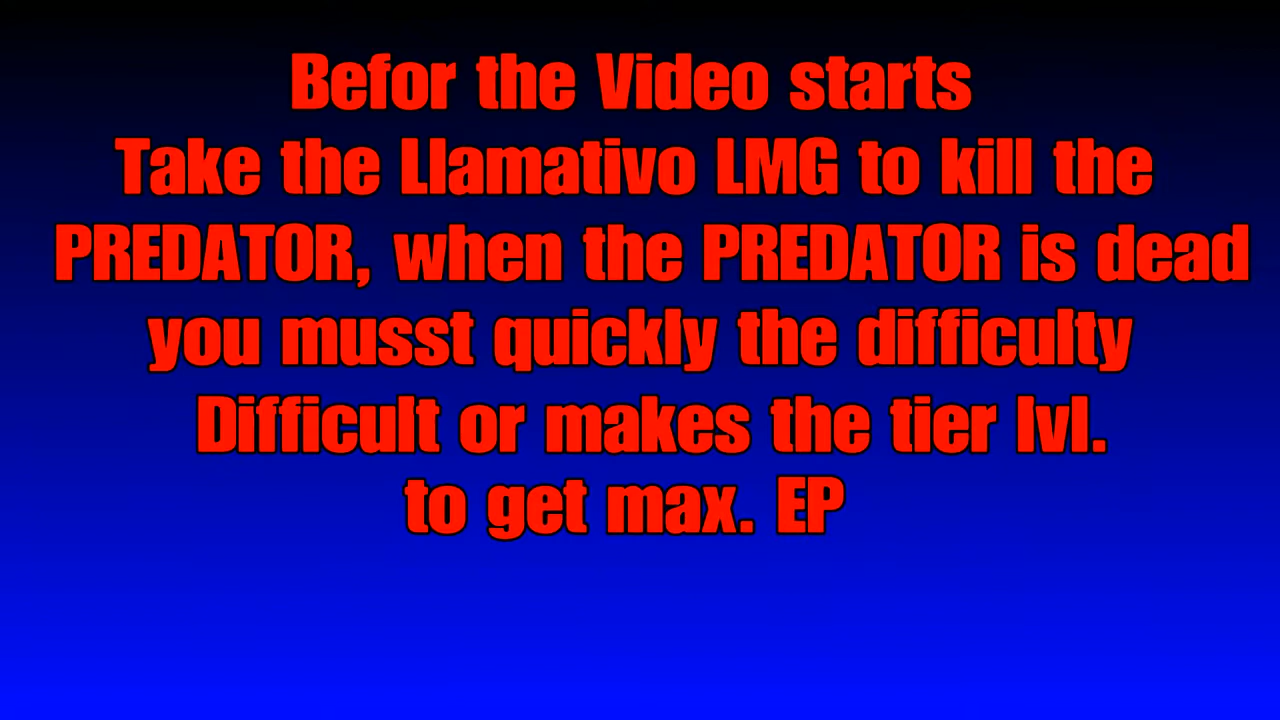 Befor the Video starts
Take the Llamativo LMG to kill the
PREDATOR, when the PREDATOR is dead
you musst quickly the difficulty
Difficult or makes the tier lvl.
to get max. EP